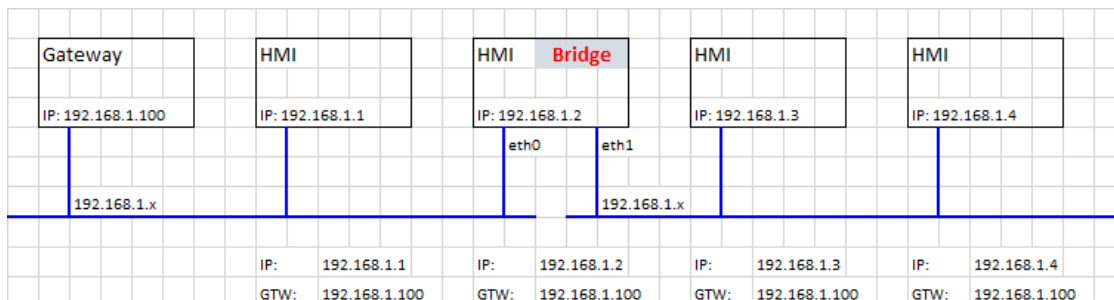 Gateway
HMI
HMI Bridge
HMI
HMI
IP: 192.168.1.100
IP: 192.168.1.1
IP: 192.168.1.2
IP: 192.168.1.3
IP: 192.168.1.4
eth0
eth1
192.168.1.x
192.168.1.x
IP: 192.168.1.1
IP: 192.168.1.2
IP: 192.168.1.3
IP: 192.168.1.4
GTW: 192.168.1.100
GTW: 192.168.1.100
GTW: 192.168.1.100
GTW: 192.168.1.100